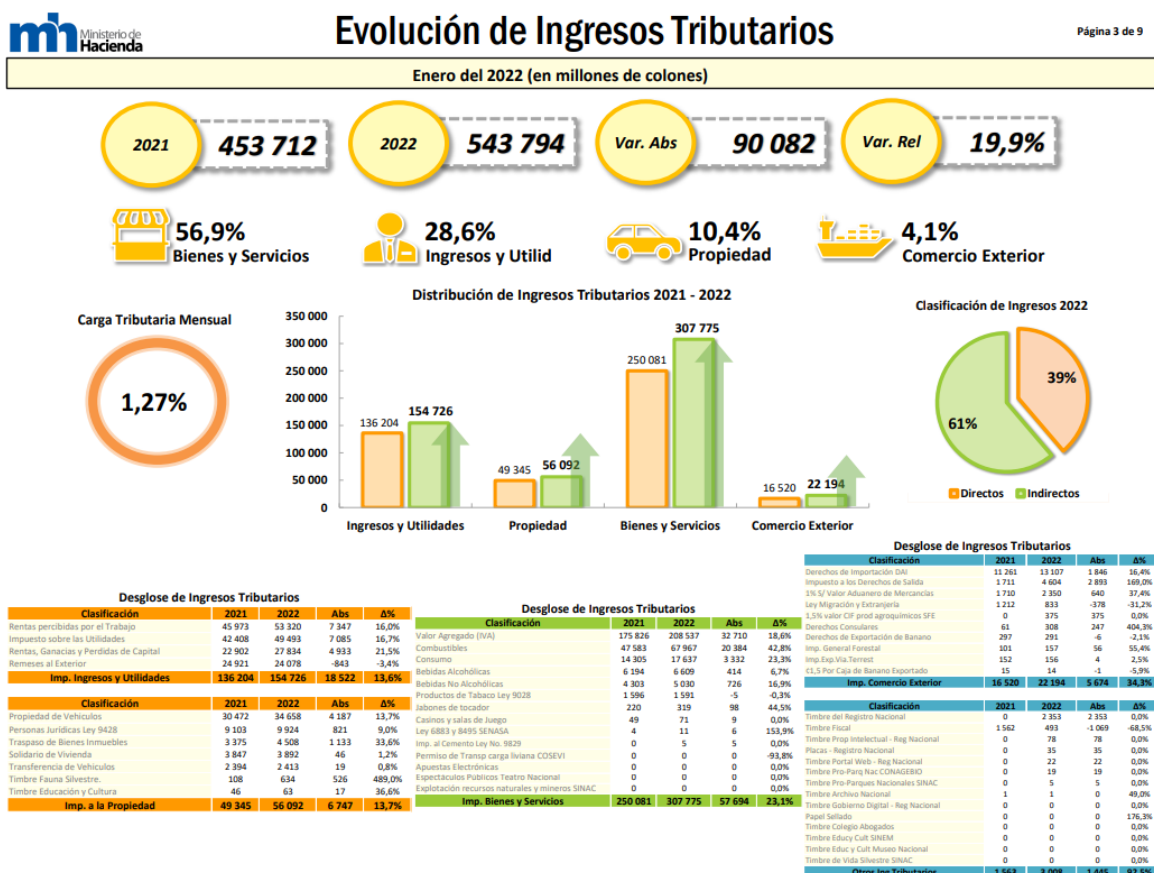 Ministerio de
Hacienda
Evolución de Ingresos Tributarios
Página 3 de 9
Enero del 2022 (en millones de colones)
2021 453 712
2022 543 794
Var. Abs 90 082
Var. Rel 19,9%
56,9%
Bienes y Servicios
28,6%
Ingresos y Utilid
10,4%
Propiedad
4,1%
Comercio Exterior
Carga Tributaria Mensual
1,27%
Distribución de Ingresos Tributarios 2021 - 2022
350 000
300 000
250 000
200 000
150 000
100 000
50 000
0
136 204 154 726
49 345 56 092
250 081 307 775
16 520 22 194
Ingresos y Utilidades Propiedad Bienes y Servicios Comercio Exterior
Clasificación de Ingresos 2022
39%
61%
Directos Indirectos
Desglose de Ingresos Tributarios
Clasificación 2021 2022 Abs Δ%
Rentas percibidas por el Trabajo 45 973 53 320 7 347 16,0%
Impuesto sobre las Utilidades 42 408 49 493 7 085 16,7%
Rentas, Ganacias y Perdidas de Capital 22 902 27 834 4 933 21,5%
Remeses al Exterior 24 921 24 078 -843 -3,4%
Imp. Ingresos y Utilidades 136 204 154 726 18 522 13,6%
Clasificación 2021 2022 Abs Δ%
Propiedad de Vehiculos 30 472 34 658 4 187 13,7%
Personas Jurídicas Ley 9428 9 103 9 924 821 9,0%
Traspaso de Bienes Inmuebles 3 375 4 508 1 133 33,6%
Solidario de Vivienda 3 847 3 892 46 1,2%
Transferencia de Vehículos 2 394 2 413 19 0,8%
Timbre Fauna Silvestre. 108 634 526 489,0%
Timbre Educación y Cultura 46 63 17 36,6%
Imp. a la Propiedad 49 345 56 092 6 747 13,7%
Desglose de Ingresos Tributarios
Clasificación 2021 2022 Abs Δ%
Valor Agregado (IVA) 175 826 208 537 32 710 18,6%
Combustibles 47 583 67 967 20 384 42,8%
Consumo 14 305 17 637 3 332 23,3%
Bebidas Alcohólicas 6 194 6 609 414 6,7%
Bebidas No Alcohólicas 4 303 5 030 726 16,9%
Productos de Tabaco Ley 9028 1 596 1 591 -5 -0,3%
Jabones de tocador 220 319 98 44,5%
Casinos y salas de Juego 49 71 9 0,0%
Ley 6883 y 8495 SENASA 4 11 6 153,9%
Imp. al Cemento Ley No. 9829 0 5 5 0,0%
Permiso de Transp carga liviana COSEVI 0 0 0 -93,8%
Apuestas Electrónicas 0 0 0 0,0%
Espectáculos Publicos Teatro Nacional 0 0 0 0,0%
Explotación recursos naturales y mineros SINAC 0 0 0 0,0%
Imp. Bienes y Servicios 250 081 307 775 57 694 23,1%
Desglose de Ingresos Tributarios
Clasificación 2021 2022 Abs Δ%
Derechos de Importación DAI 11 261 13 107 1 846 16,4%
Impuesto a los Derechos de Salida 1 711 4 604 2 893 169,0%
1% S/ Valor Aduanero de Mercancías 1 710 2 350 640 37,4%
Ley Migración y Extranjería 1 212 833 -378 -31,2%
1,5% valor CIF prod agroquímicos SFE 0 375 375 0,0%
Derechos Consulares 61 308 247 404,3%
Derechos de Exportación de Banano 297 291 -6 -2,1%
Imp. General Forestal 101 157 56 55,4%
Imp.Exp.Via.Terrest 152 156 4 2,5%
¢1,5 Por Caja de Banano Exportado 15 14 -1 -5,9%
Imp. Comercio Exterior 16 520 22 194 5 674 34,3%
Clasificación 2021 2022 Abs Δ%
Timbre del Registro Nacional 0 2 353 2 353 0,0%
Timbre Fiscal 1 562 493 -1 069 -68,5%
Timbre Prop Intelectual - Reg Nacional 0 78 78 0,0%
Placas - Registro Nacional 0 35 35 0,0%
Timbre Portal Web - Reg Nacional 0 22 22 0,0%
Timbre Pro-Parq Nac CONAGEBIO 0 19 19 0,0%
Timbre Pro-Parques Nacionales SINAC 0 5 5 0,0%
Timbre Archivo Nacional 1 1 0 49,0%
Timbre Gobierno Digital - Reg Nacional 0 0 0 0,0%
Papel Sellado 0 0 0 176,3%
Timbre Colegio Abogados 0 0 0 0,0%
Timbre Educy Cult SINEM 0 0 0 0,0%
Timbre Educ y Cult Museo Nacional 0 0 0 0,0%
Timbre de Vida Silvestre SINAC 0 0 0 0,0%
Otros Ing Tributarios 1 563 3 008 1 445 92,5%